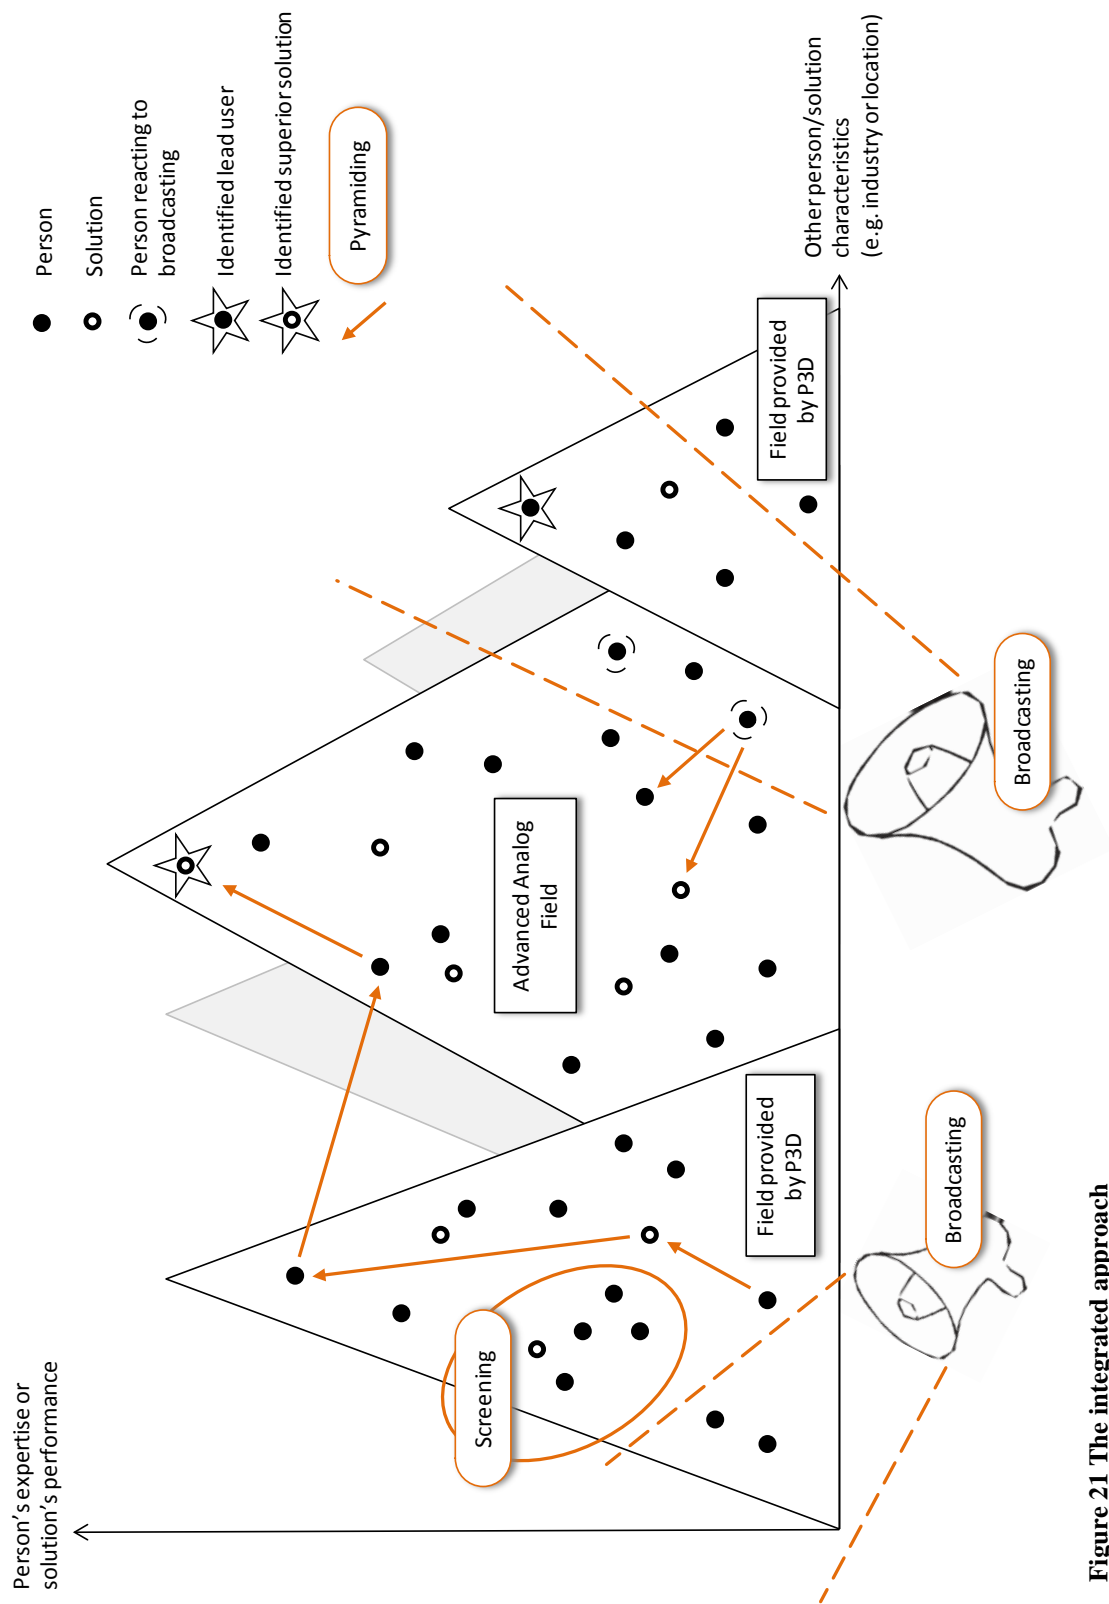 Person’s expertise or
solution’s performance
Person
Solution
Person reacting to
broadcasting
Identified lead user
Identified superior solution
Pyramiding
Screening
Advanced Analog
Field
Field provided
by P3D
Field provided
by P3D
Other person/solution
characteristics
(e.g. industry or location)
Broadcasting
Broadcasting
Figure 21 The integrated approach